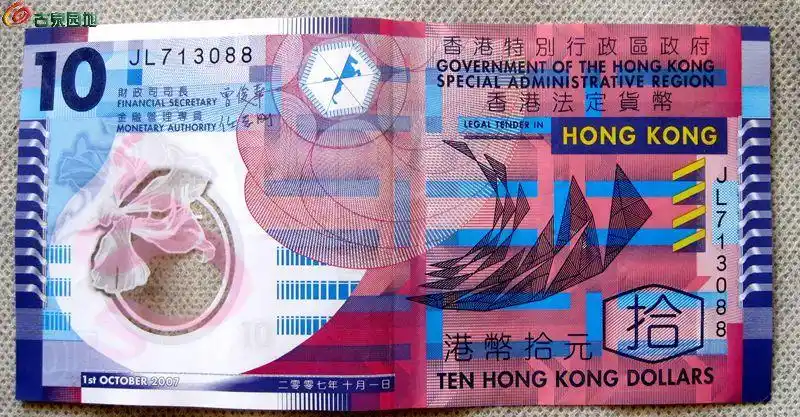 古泉园地
10
JL713088
財政司司長
FINANCIAL SECRETARY
金融管理專員
MONETARY AUTHORITY
香港特別行政區政府
GOVERNMENT OF THE HONG KONG
SPECIAL ADMINISTRATIVE REGION
香港法定貨幣
LEGAL TENDER IN
HONG KONG
JL713088
10
港幣拾元
拾
TEN HONG KONG DOLLARS
1st OCTOBER 2007
二零零七年十月一日